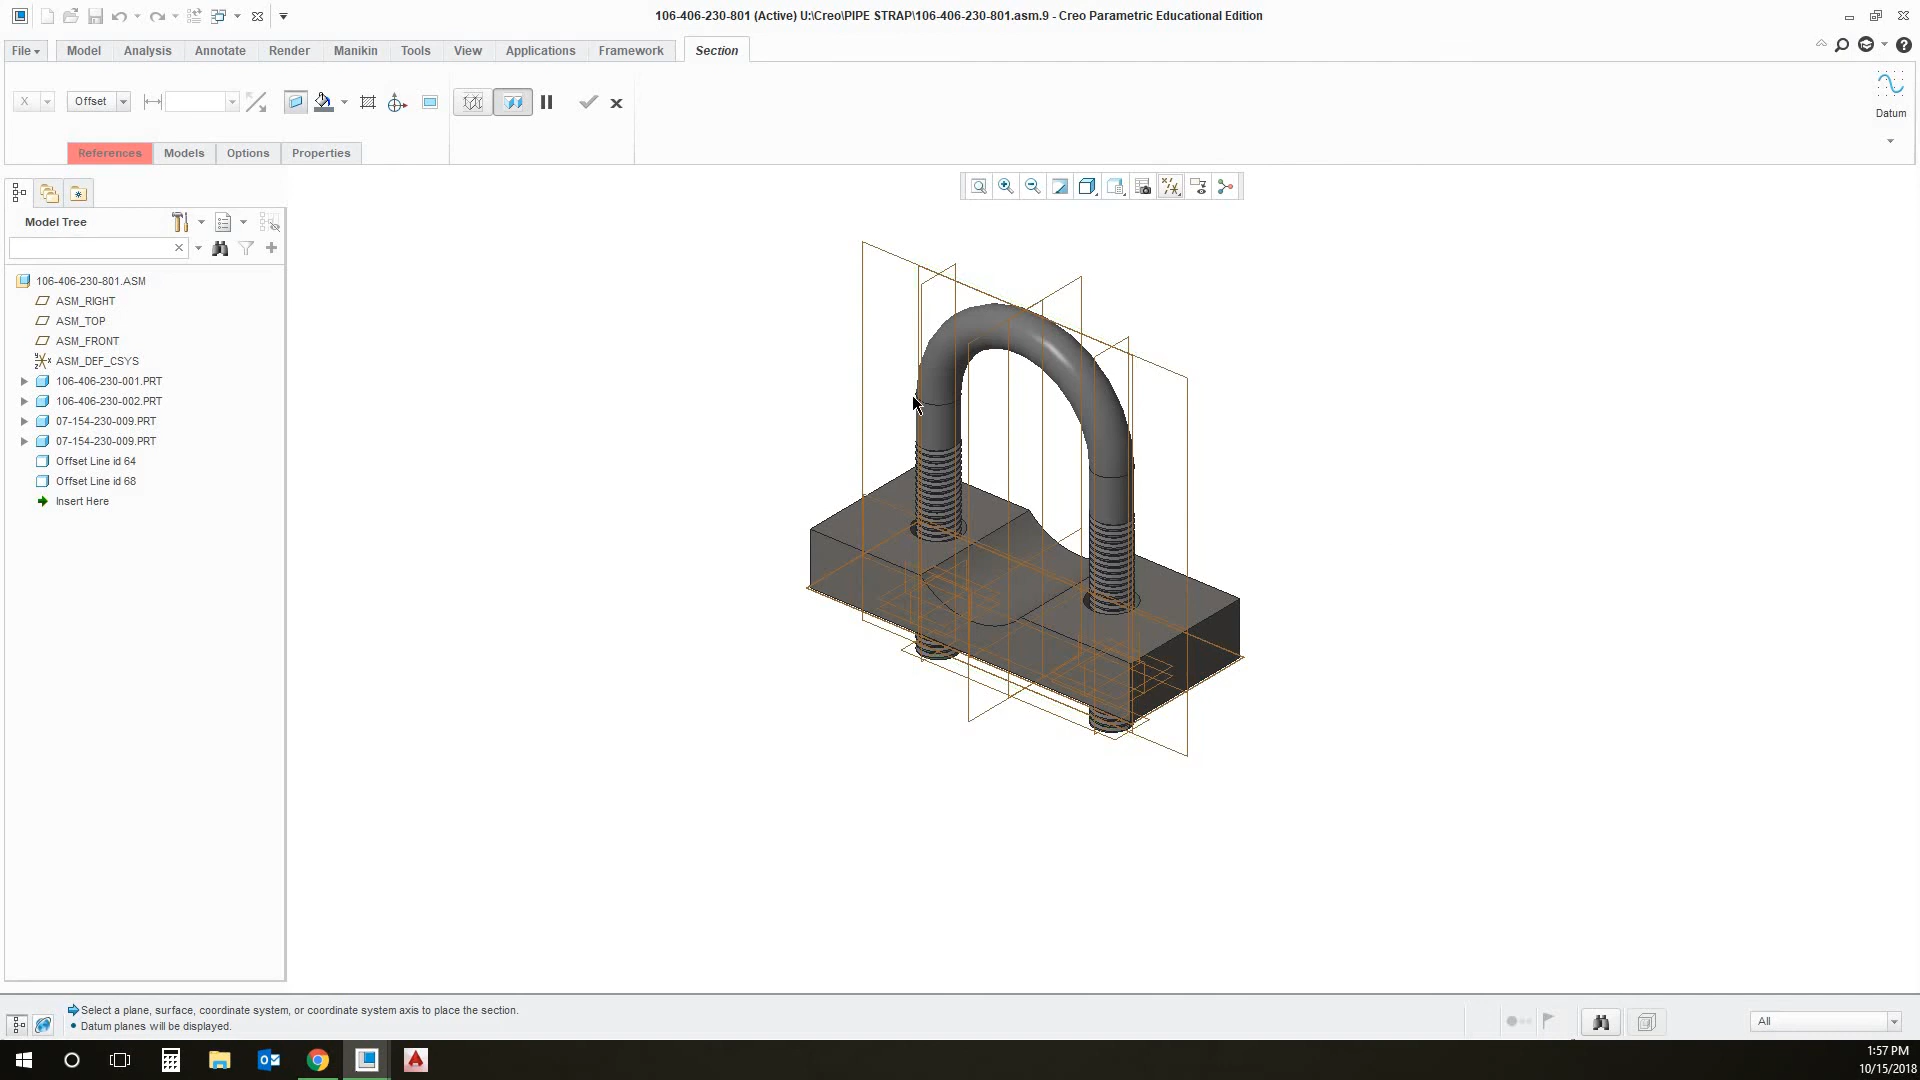 106-406-230-801 (Active) U:\Creo\PIPE STRAP\106-406-230-801.asm.9 - Creo Parametric Educational Edition
File Model Analysis Annotate Render Manikin Tools View Applications Framework Section
X Offset
Datum
References Models Options Properties
Model Tree
106-406-230-801.ASM
ASM_RIGHT
ASM_TOP
ASM_FRONT
ASM_DEF_CSYS
106-406-230-001.PRT
106-406-230-002.PRT
07-154-230-009.PRT
07-154-230-009.PRT
Offset Line id 64
Offset Line id 68
Insert Here
Select a plane, surface, coordinate system, or coordinate system axis to place the section.
Datum planes will be displayed.
All
1:57 PM
10/15/2018